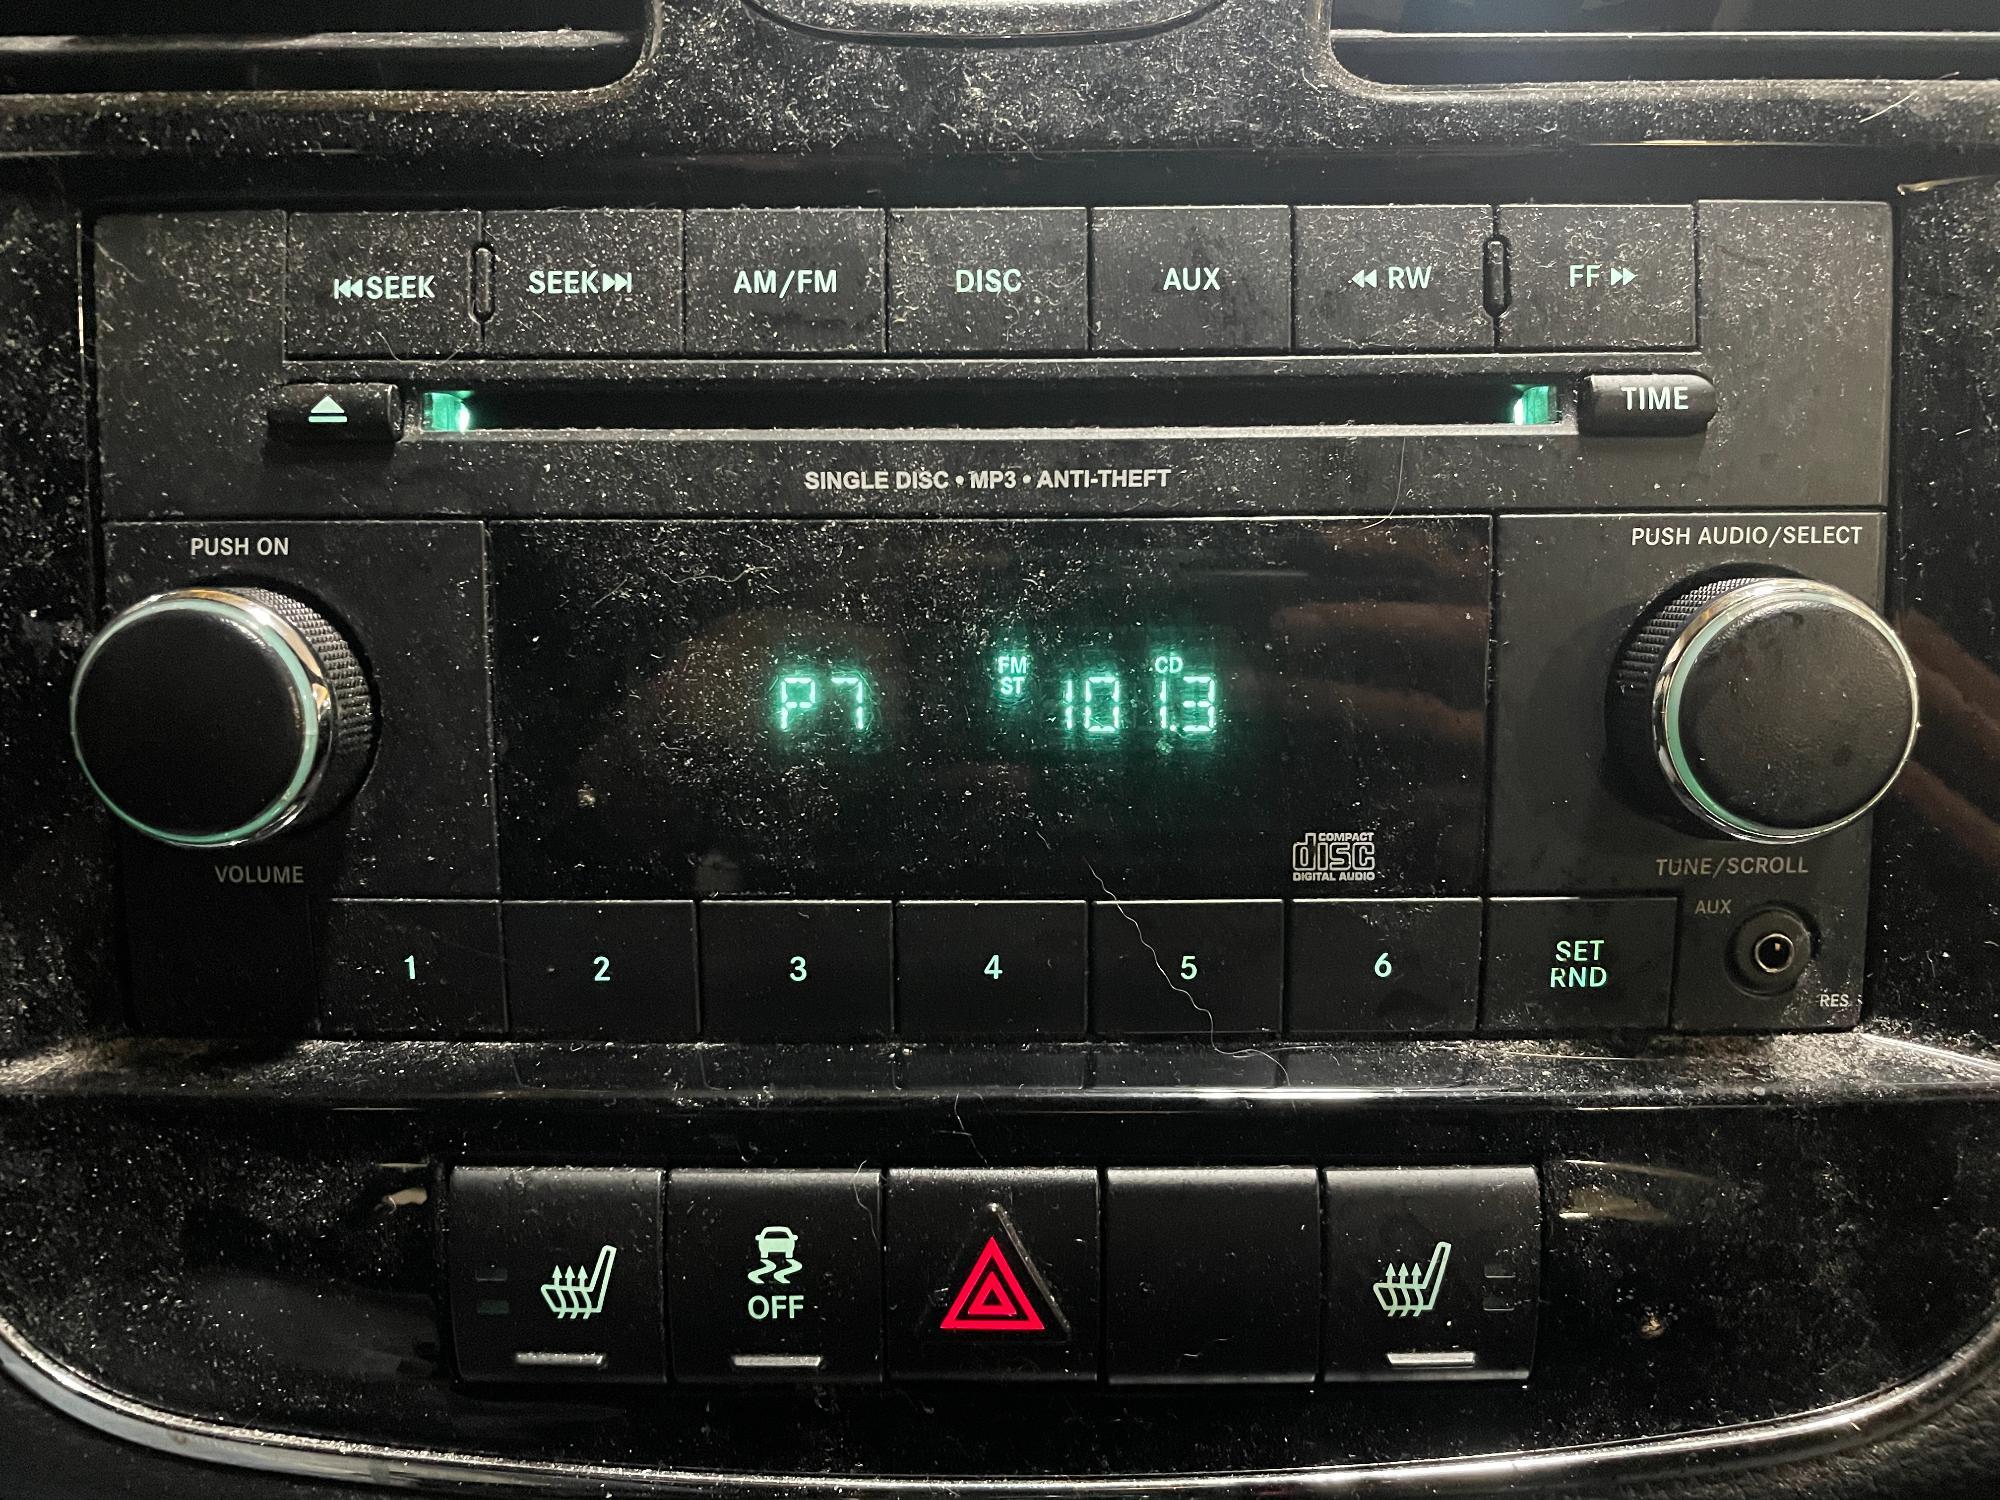 SEEK SEEK AM/FM DISC AUX RW FF
TIME
SINGLE DISC • MP3 • ANTI-THEFT
PUSH ON
PUSH AUDIO/SELECT
FM CD
ST
P7 101.3
COMPACT
disc
DIGITAL AUDIO
VOLUME
TUNE/SCROLL
AUX
1 2 3 4 5 6
SET
RND
RES
OFF